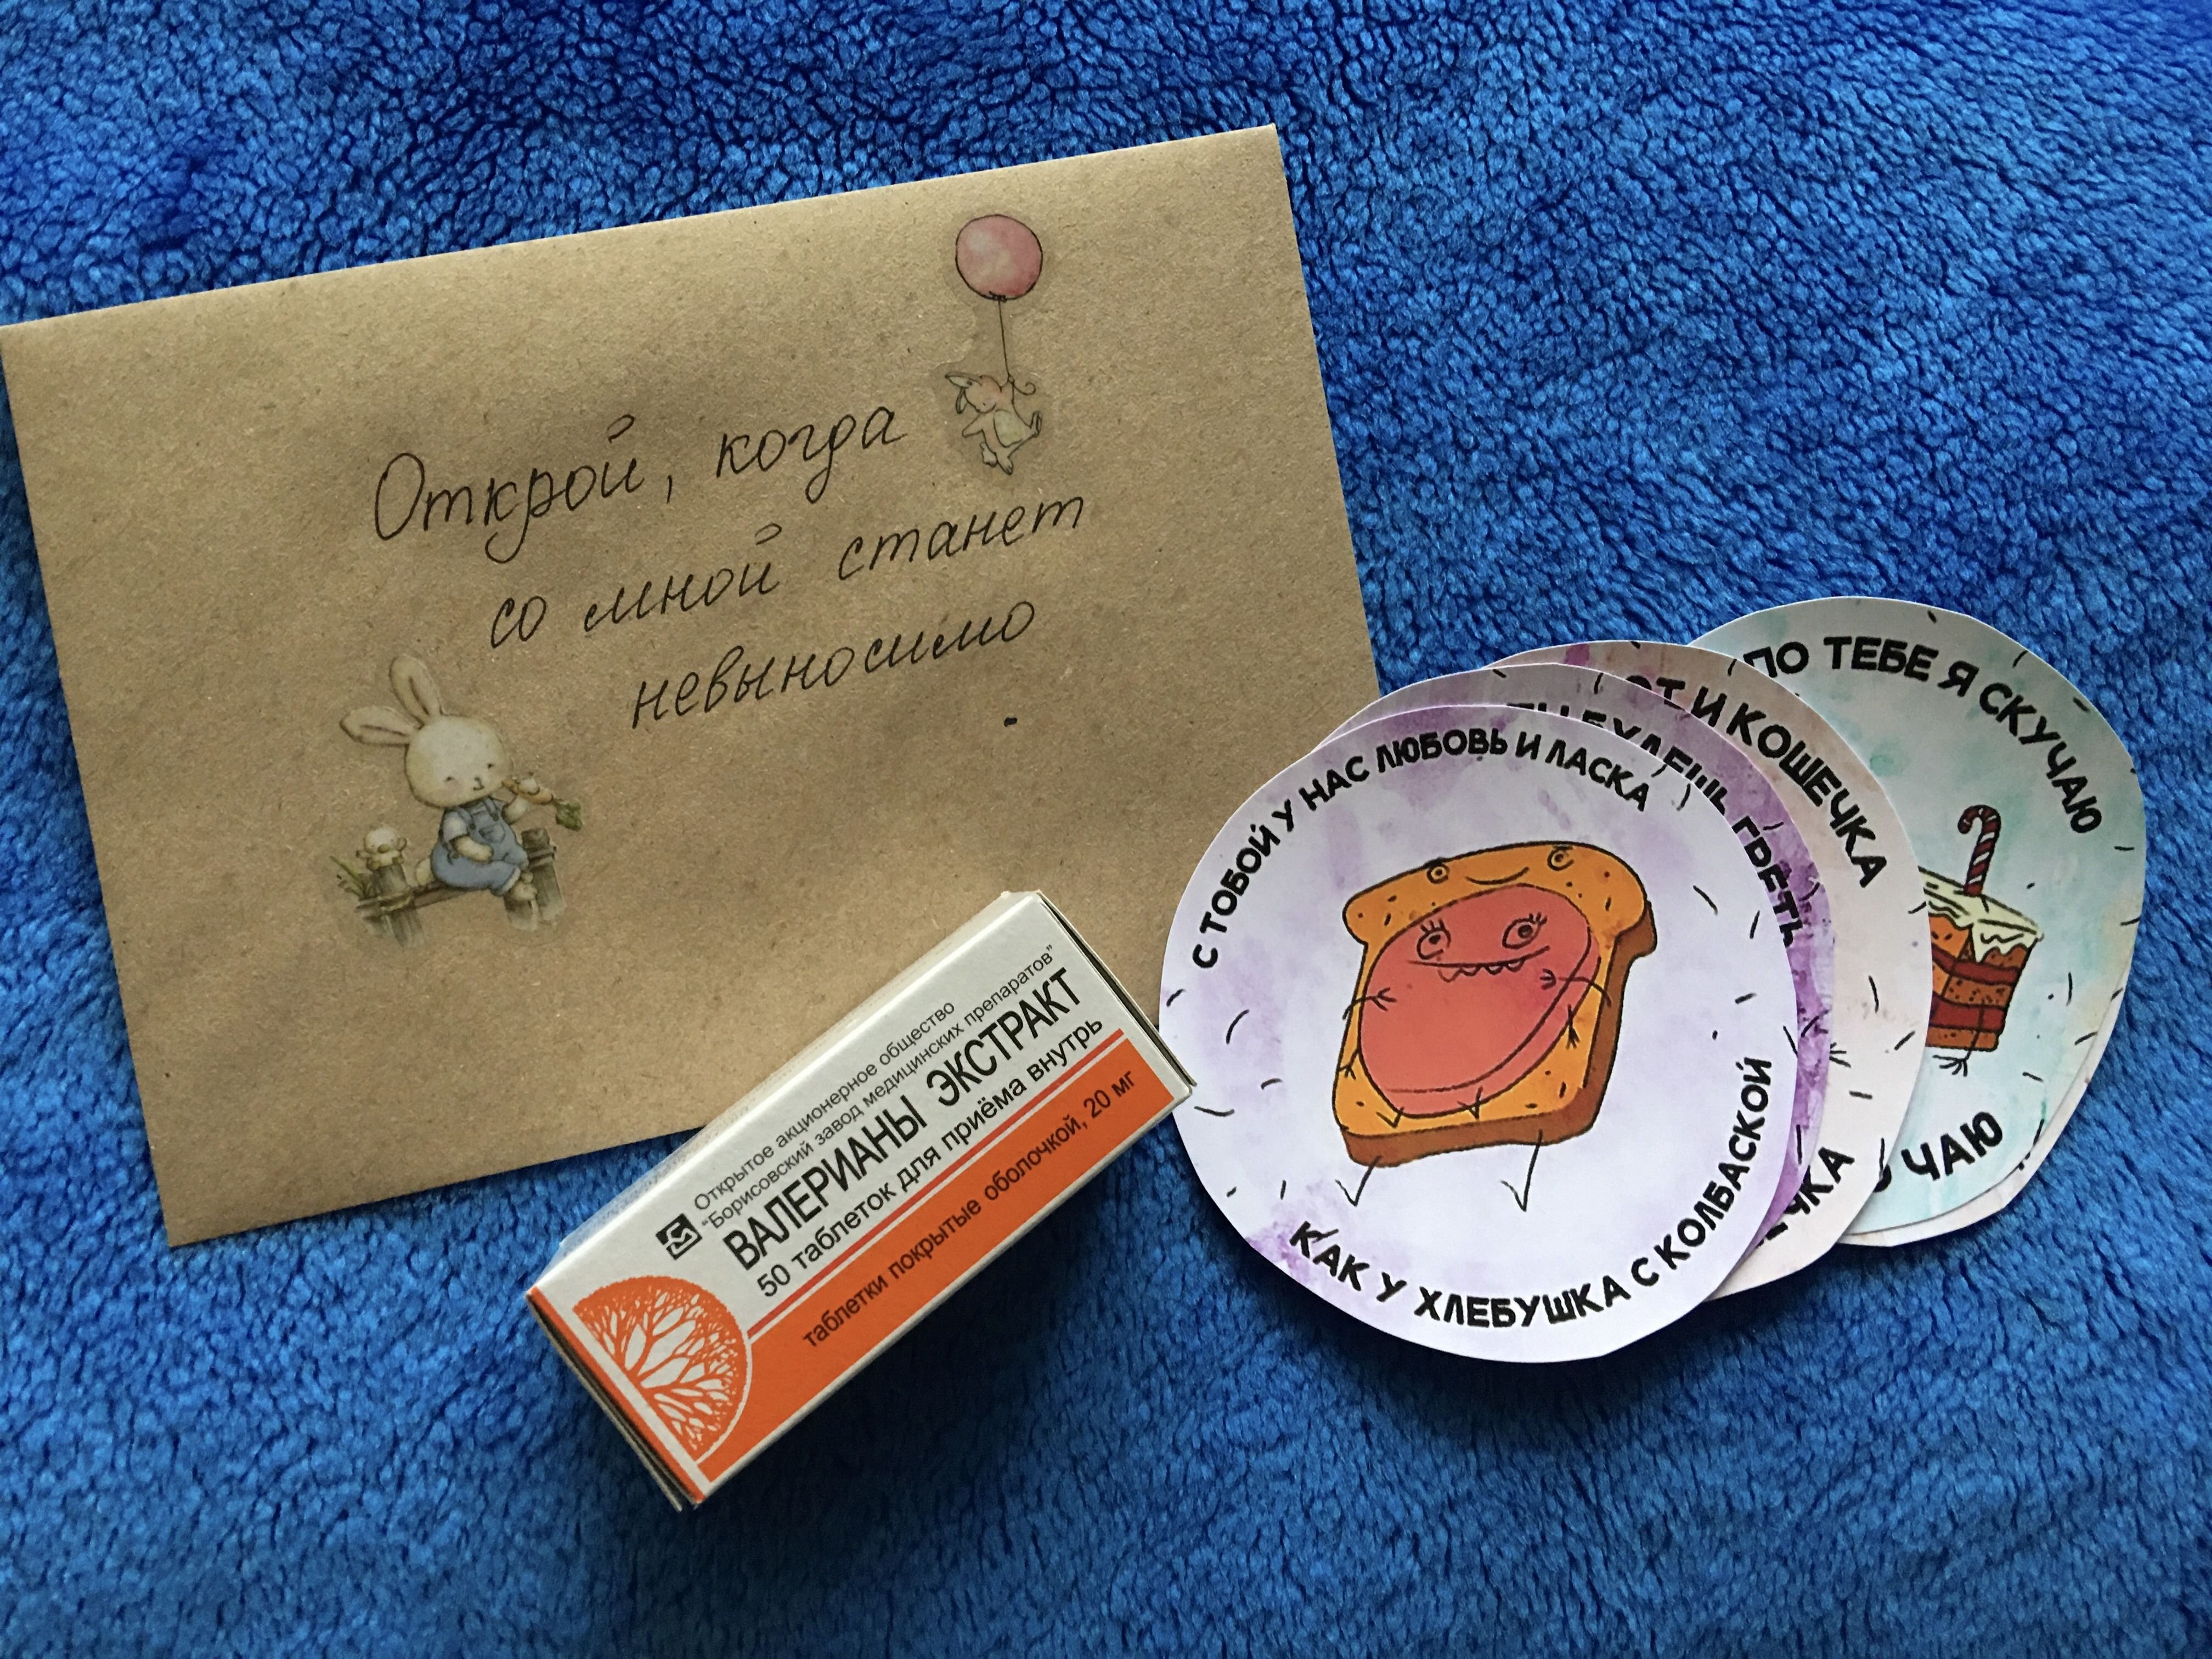 Открой, когда
со мной станет
невыносимо
Открытое акционерное общество
"Борисовский завод медицинских препаратов"
ВАЛЕРИАНЫ ЭКСТРАКТ
50 таблеток для приёма внутрь
таблетки покрытые оболочкой, 20 мг
С ТОБОЙ У НАС ЛЮБОВЬ И ЛАСКА
КАК У ХЛЕБУШКА С КОЛБАСКОЙ
ГРЕТЬ
И КОШЕЧКА
ПО ТЕБЕ Я СКУЧАЮ
ЧАЮ